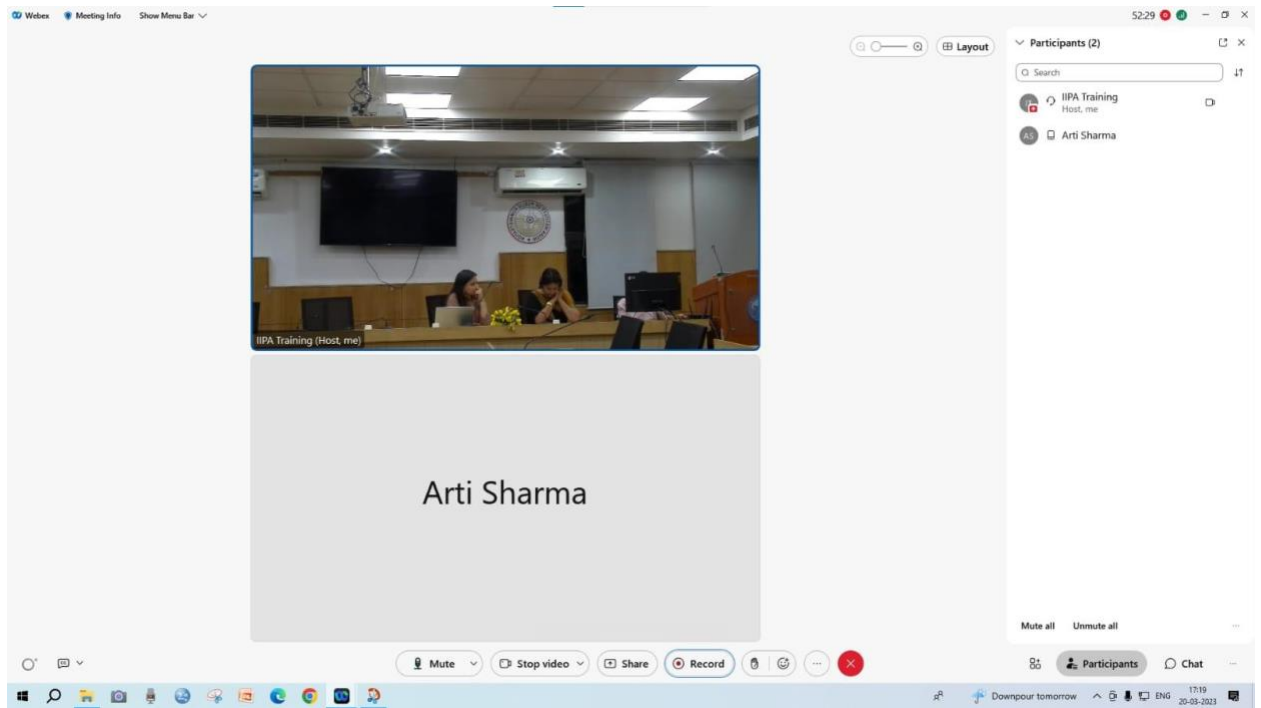 Webex Meeting Info Show Menu Bar
52:29
Layout
Participants (2)
Search
IIPA Training
Host, me
AS Arti Sharma
IIPA Training (Host, me)
Arti Sharma
Mute all Unmute all
Mute Stop video Share Record
Participants Chat
Downpour tomorrow ENG 17:19
20-03-2023